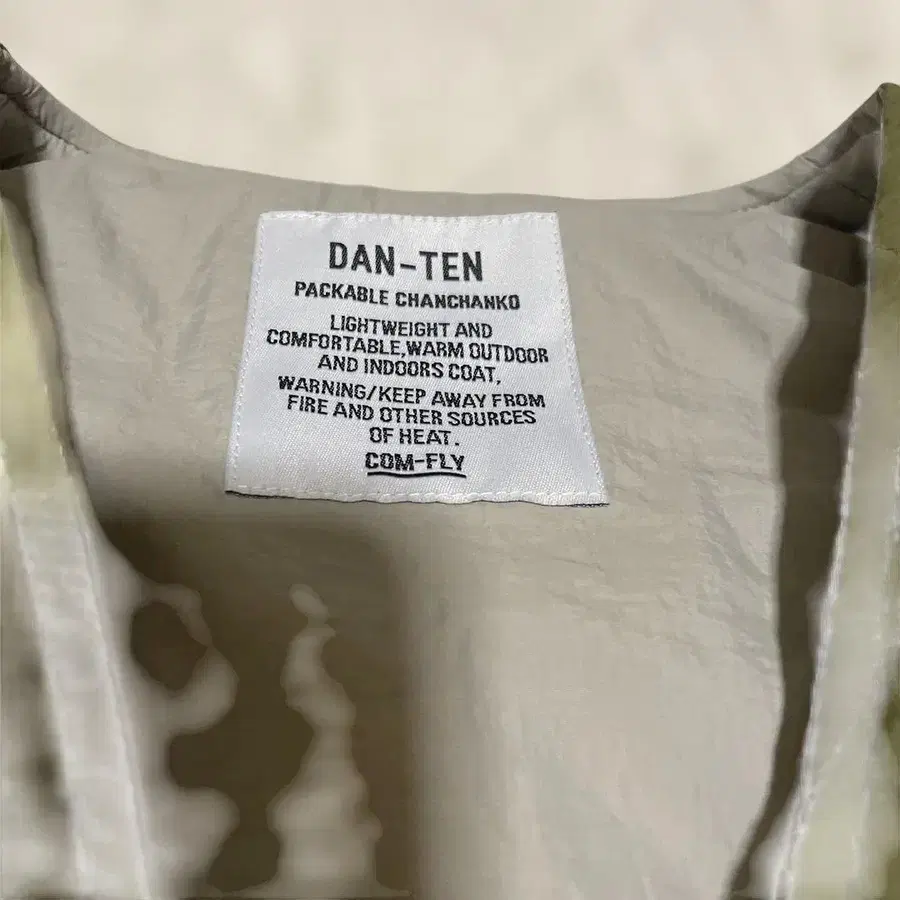 DAN-TEN
PACKABLE CHANCHANKO
LIGHTWEIGHT AND
COMFORTABLE,WARM OUTDOOR
AND INDOORS COAT.
WARNING/KEEP AWAY FROM
FIRE AND OTHER SOURCES
OF HEAT.
COM-FLY